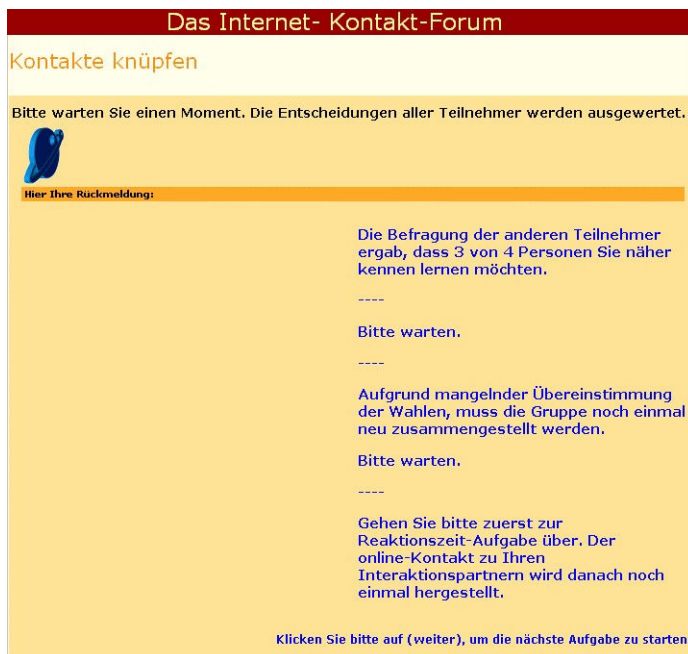 Das Internet- Kontakt-Forum
Kontakte knüpfen
Bitte warten Sie einen Moment. Die Entscheidungen aller Teilnehmer werden ausgewertet.
Hier Ihre Rückmeldung:
Die Befragung der anderen Teilnehmer
ergab, dass 3 von 4 Personen Sie näher
kennen lernen möchten.
----
Bitte warten.
----
Aufgrund mangelnder Übereinstimmung
der Wahlen, muss die Gruppe noch einmal
neu zusammengestellt werden.
Bitte warten.
----
Gehen Sie bitte zuerst zur
Reaktionszeit-Aufgabe über. Der
online-Kontakt zu Ihren
Interaktionspartnern wird danach noch
einmal hergestellt.
Klicken Sie bitte auf (weiter), um die nächste Aufgabe zu starten